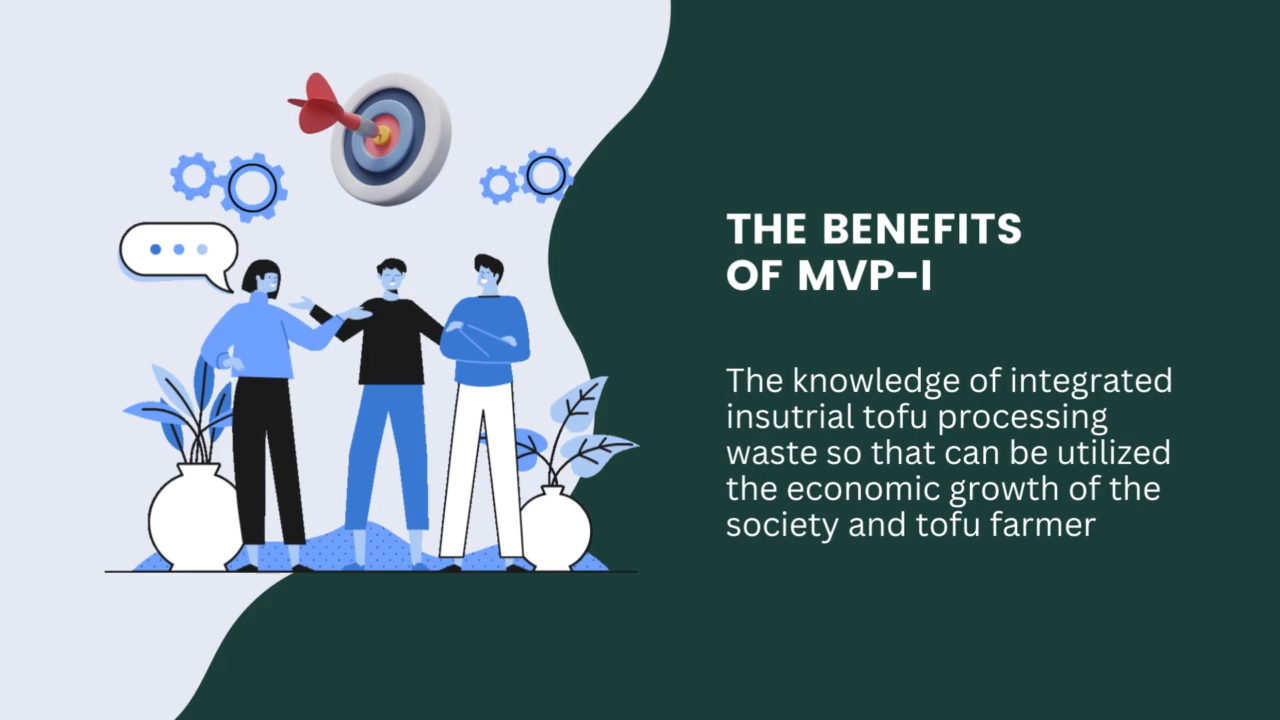 THE BENEFITS
OF MVP-I
The knowledge of integrated
insutrial tofu processing
waste so that can be utilized
the economic growth of the
society and tofu farmer